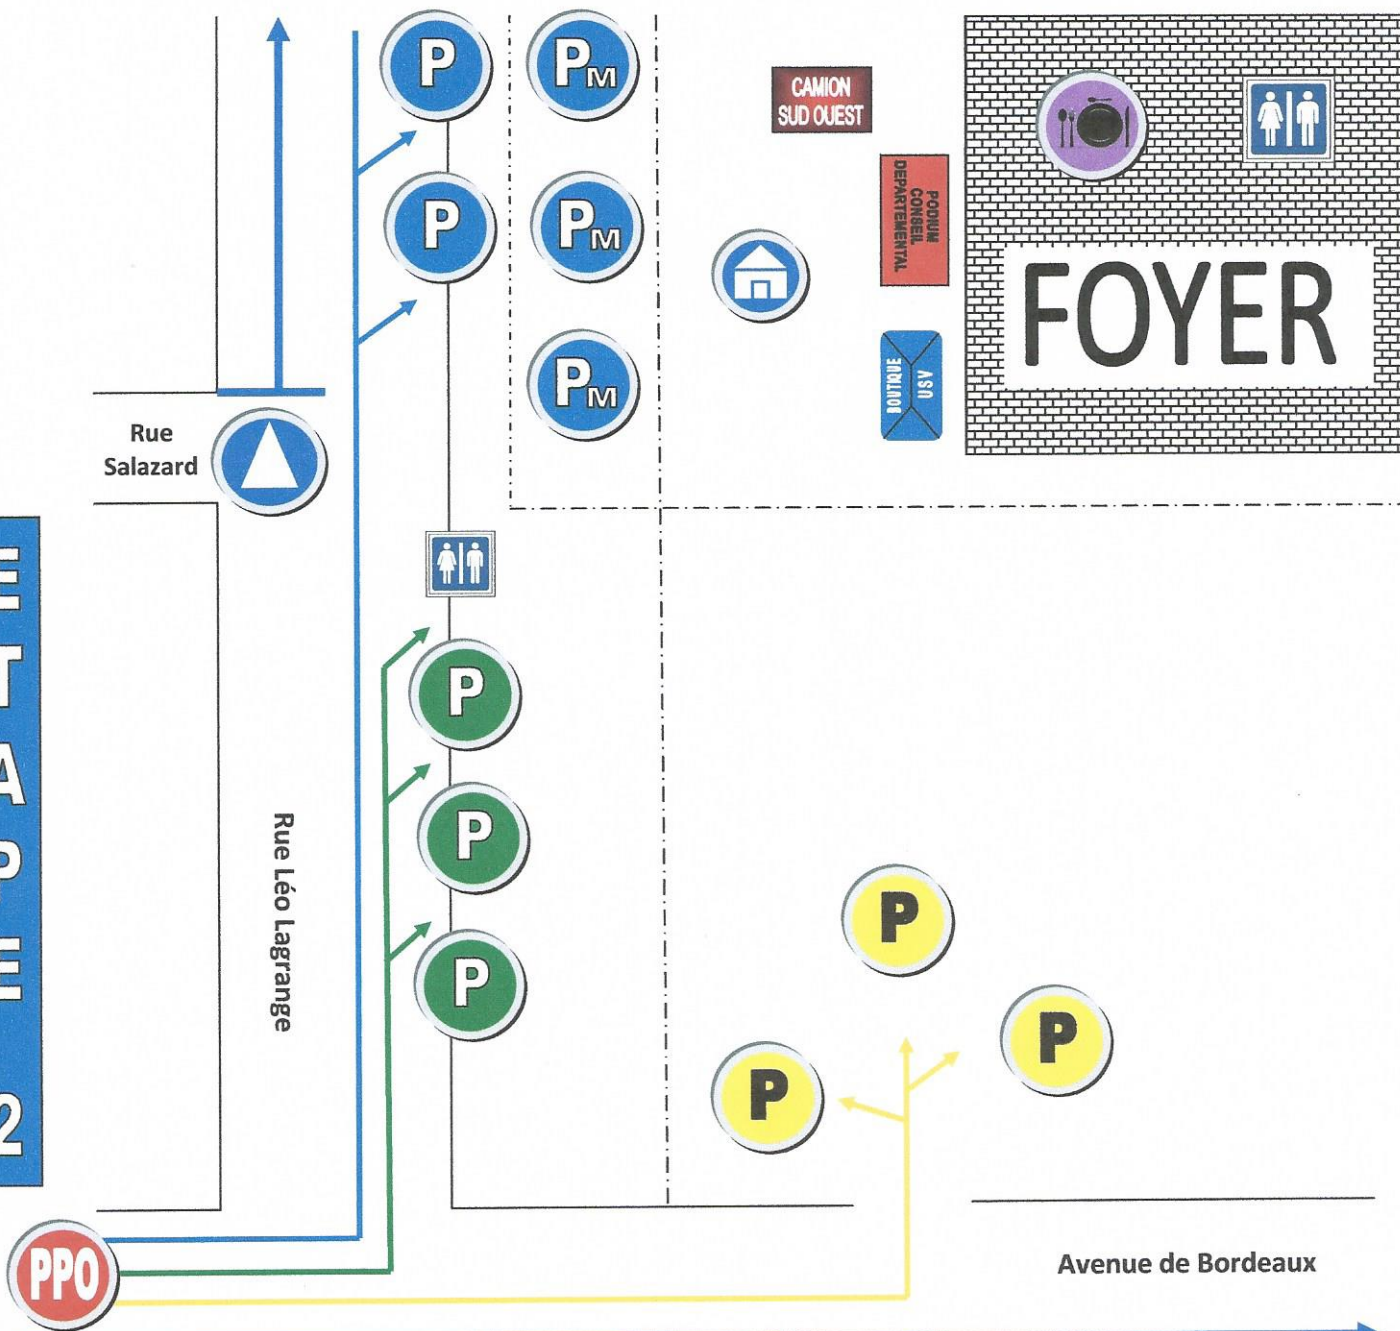 P
P
PM
PM
PM
CAMION
SUD OUEST
PODIUM
CONSEIL
DEPARTEMENTAL
USV
BOUTIQUE
FOYER
Rue
Salazard
ETAPE 2
Rue Léo Lagrange
P
P
P
P
P
P
PPO
Avenue de Bordeaux